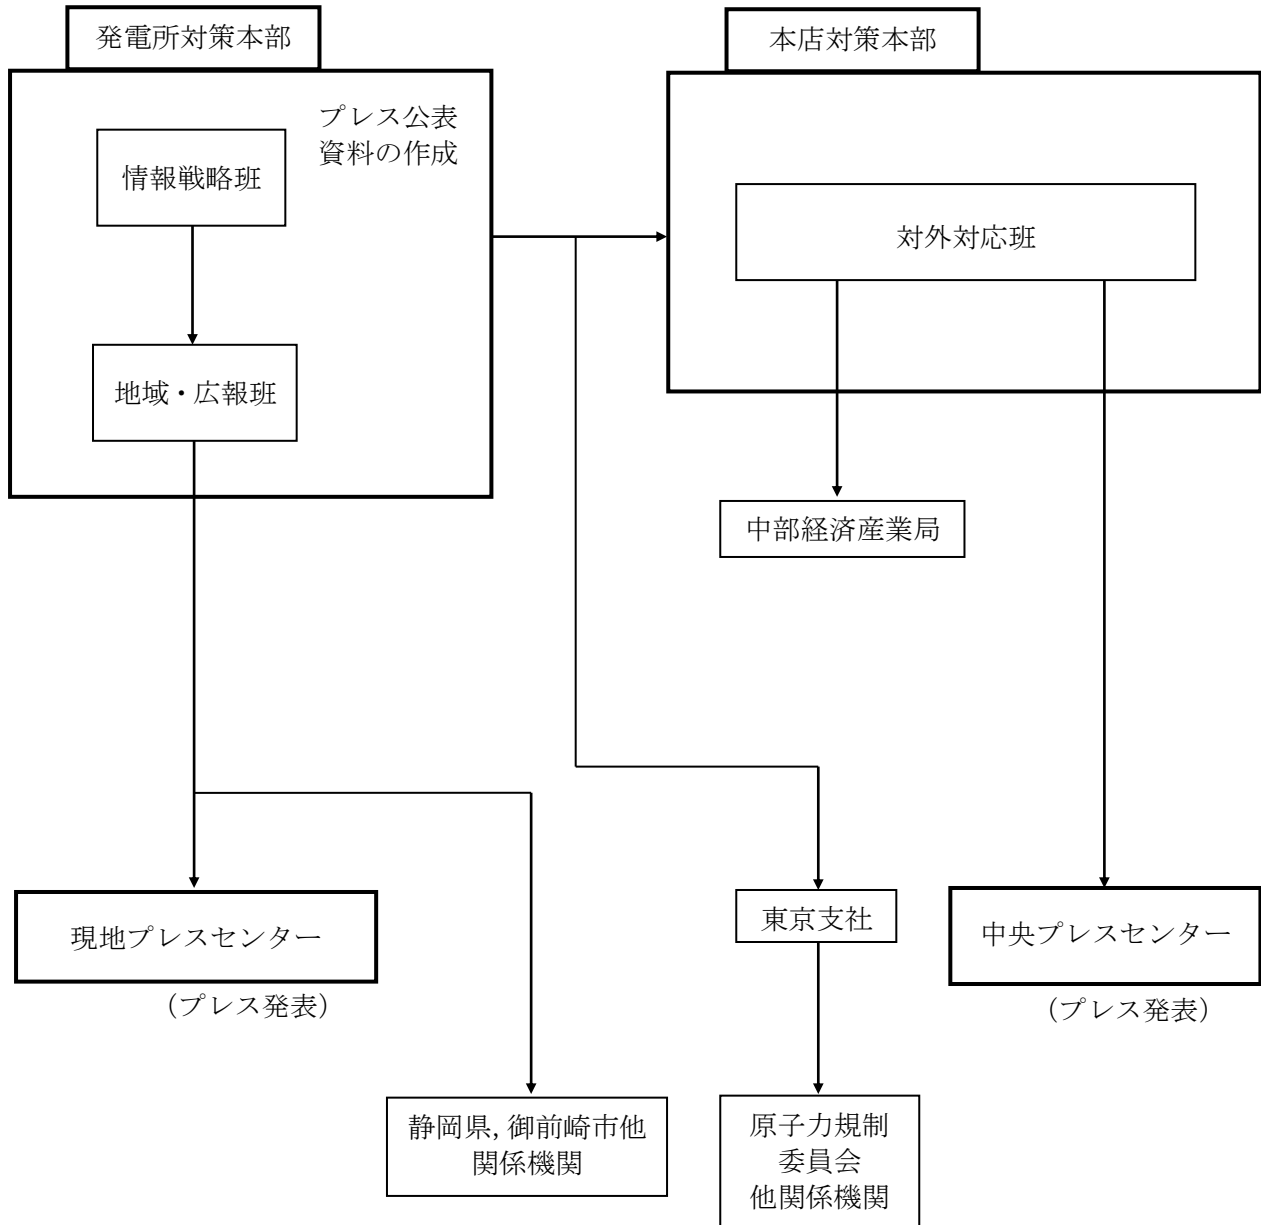 発電所対策本部
本店対策本部
プレス公表
資料の作成
情報戦略班
対外対応班
地域・広報班
中部経済産業局
現地プレスセンター
(プレス発表)
東京支社
中央プレスセンター
(プレス発表)
静岡県,御前崎市他
関係機関
原子力規制
委員会
他関係機関